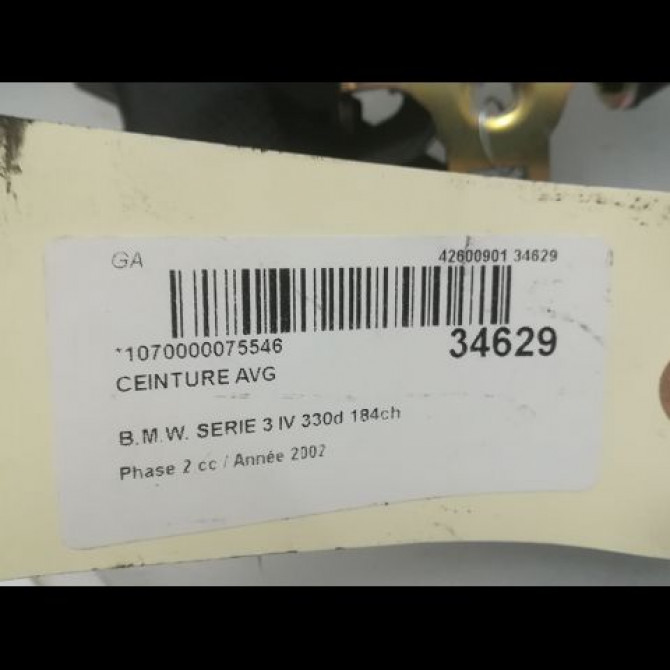 GA 42600901 34629
*1070000075546 34629
CEINTURE AVG
B.M.W. SERIE 3 IV 330d 184ch
Phase 2 cc / Année 2002